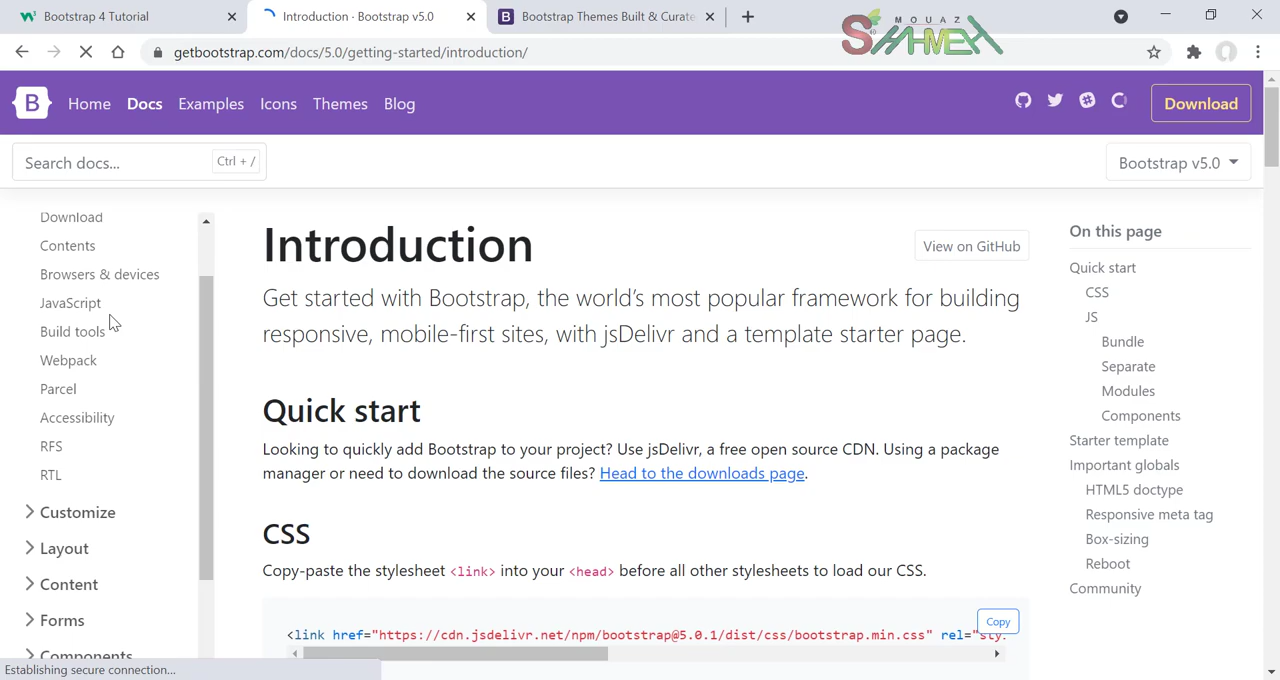 Bootstrap 4 Tutorial
Introduction · Bootstrap v5.0
Bootstrap Themes Built & Curate
getbootstrap.com/docs/5.0/getting-started/introduction/
MOUAZ
B Home Docs Examples Icons Themes Blog
Download
Search docs... Ctrl + /
Bootstrap v5.0
Download
Contents
Browsers & devices
JavaScript
Build tools
Webpack
Parcel
Accessibility
RFS
RTL
Customize
Layout
Content
Forms
Components
Introduction
View on GitHub
Get started with Bootstrap, the world's most popular framework for building
responsive, mobile-first sites, with jsDelivr and a template starter page.
Quick start
Looking to quickly add Bootstrap to your project? Use jsDelivr, a free open source CDN. Using a package
manager or need to download the source files? Head to the downloads page.
CSS
Copy-paste the stylesheet <link> into your <head> before all other stylesheets to load our CSS.
Copy
<link href="https://cdn.jsdelivr.net/npm/bootstrap@5.0.1/dist/css/bootstrap.min.css" rel="sty
On this page
Quick start
CSS
JS
Bundle
Separate
Modules
Components
Starter template
Important globals
HTML5 doctype
Responsive meta tag
Box-sizing
Reboot
Community
Establishing secure connection...